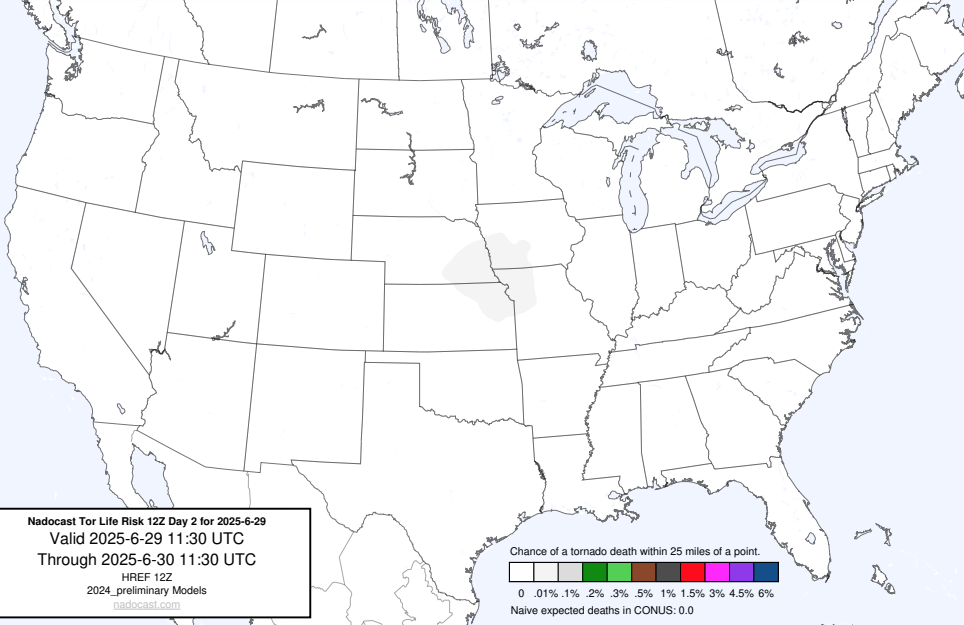 Nadocast Tor Life Risk 12Z Day 2 for 2025-6-29
Valid 2025-6-29 11:30 UTC
Through 2025-6-30 11:30 UTC
HREF 12Z
2024_preliminary Models
nadocast.com
Chance of a tornado death within 25 miles of a point.
0 .01% .1% .2% .3% .5% 1% 1.5% 3% 4.5% 6%
Naive expected deaths in CONUS: 0.0